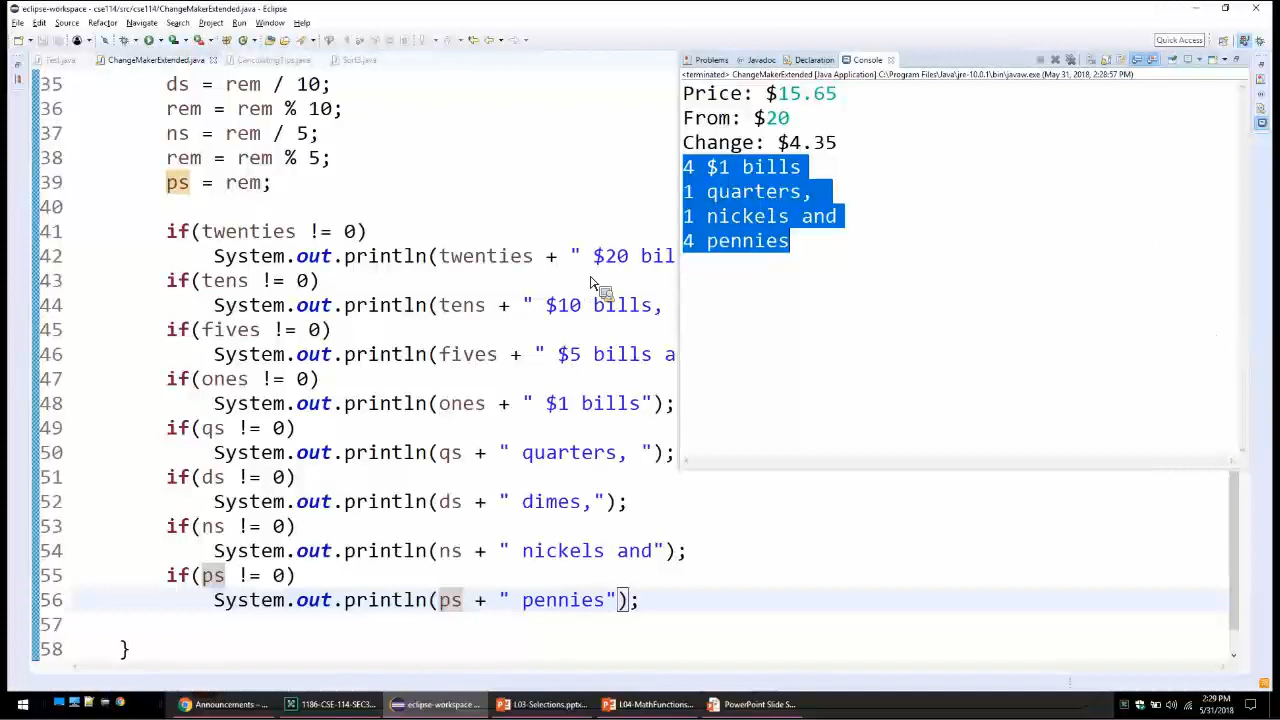 eclipse-workspace - cse114/src/cse114/ChangeMakerExtended.java - Eclipse
File Edit Source Refactor Navigate Search Project Run Window Help
Quick Access
Test.java ChangeMakerExtended.java CalculatingTips.java Sort3.java
Problems Javadoc Declaration Console
<terminated> ChangeMakerExtended [Java Application] C:\Program Files\Java\jre-10.0.1\bin\javaw.exe (May 31, 2018, 2:28:57 PM)
Price: $15.65
From: $20
Change: $4.35
4 $1 bills
1 quarters,
1 nickels and
4 pennies
35 ds = rem / 10;
36 rem = rem % 10;
37 ns = rem / 5;
38 rem = rem % 5;
39 ps = rem;
40
41 if(twenties != 0)
42 System.out.println(twenties + " $20 bil
43 if(tens != 0)
44 System.out.println(tens + " $10 bills,
45 if(fives != 0)
46 System.out.println(fives + " $5 bills a
47 if(ones != 0)
48 System.out.println(ones + " $1 bills");
49 if(qs != 0)
50 System.out.println(qs + " quarters, ");
51 if(ds != 0)
52 System.out.println(ds + " dimes,");
53 if(ns != 0)
54 System.out.println(ns + " nickels and");
55 if(ps != 0)
56 System.out.println(ps + " pennies");
57
58 }
Announcements – ... 1186-CSE-114-SEC3... eclipse-workspace ... L03-Selections.pptx... L04-MathFunctions... PowerPoint Slide S...
2:29 PM
5/31/2018